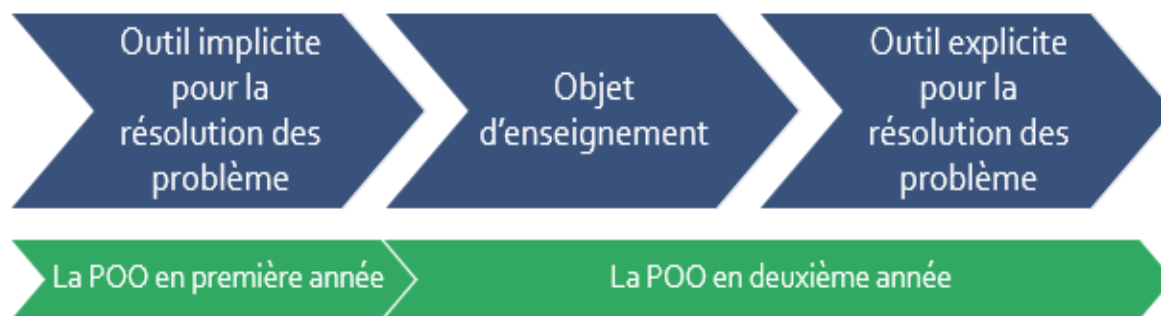 Outil implicite
pour la
résolution des
problème
Objet
d'enseignement
Outil explicite
pour la
résolution des
problème
La POO en première année
La POO en deuxième année